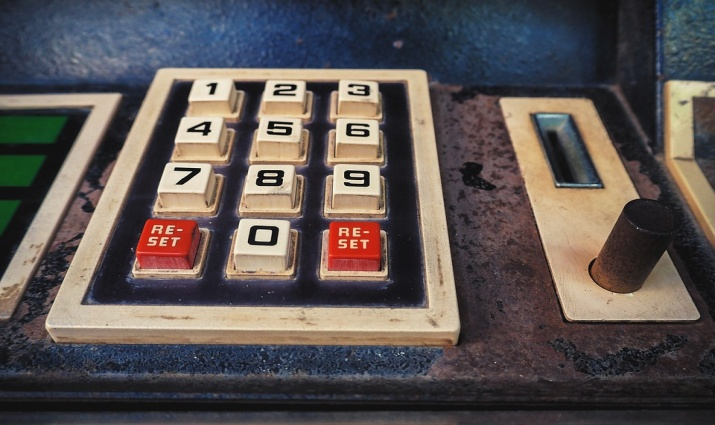 1 2 3
4 5 6
7 8 9
RE-
SET 0 RE-
SET